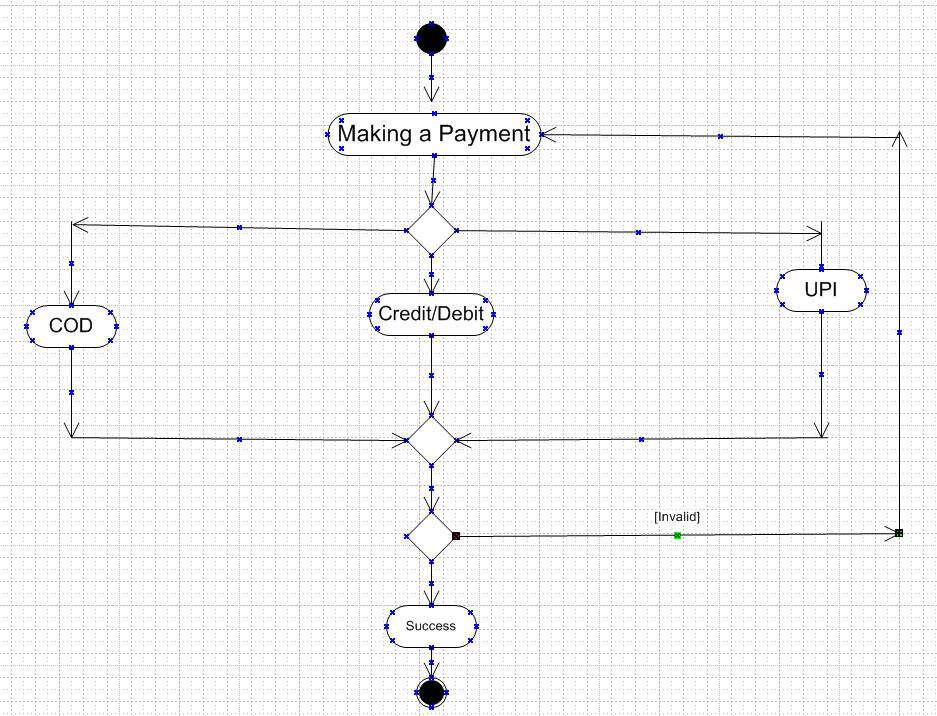 Making a Payment
UPI
Credit/Debit
COD
[Invalid]
Success